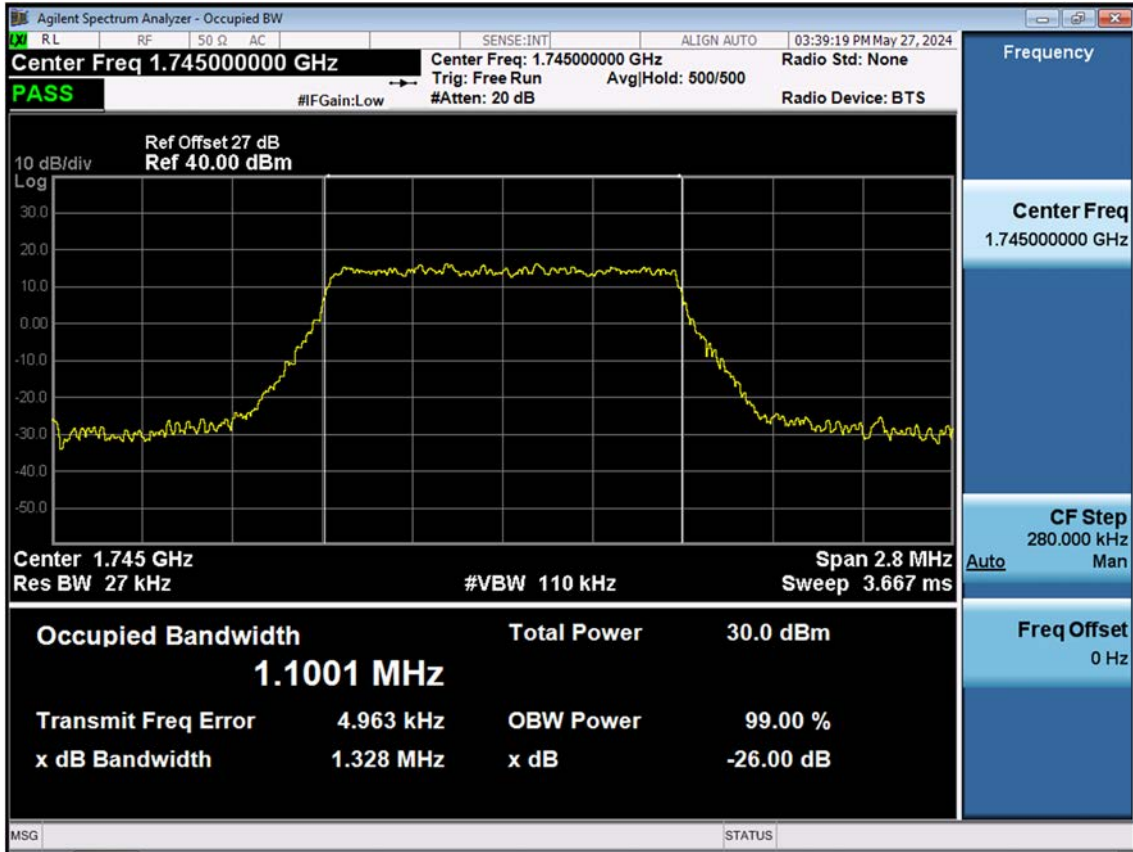 Agilent Spectrum Analyzer - Occupied BW
LXI RL RF 50 Ω AC SENSE:INT ALIGN AUTO 03:39:19 PM May 27, 2024
Center Freq 1.745000000 GHz
PASS
#IFGain:Low
Center Freq: 1.745000000 GHz
Trig: Free Run Avg|Hold: 500/500
#Atten: 20 dB
Radio Std: None
Radio Device: BTS
Ref Offset 27 dB
10 dB/div Ref 40.00 dBm
Log
30.0
20.0
10.0
0.00
-10.0
-20.0
-30.0
-40.0
-50.0
Center 1.745 GHz Span 2.8 MHz
Res BW 27 kHz #VBW 110 kHz Sweep 3.667 ms
Occupied Bandwidth Total Power 30.0 dBm
1.1001 MHz
Transmit Freq Error 4.963 kHz OBW Power 99.00 %
x dB Bandwidth 1.328 MHz x dB -26.00 dB
MSG STATUS
Frequency
Center Freq
1.745000000 GHz
CF Step
280.000 kHz
Auto Man
Freq Offset
0 Hz